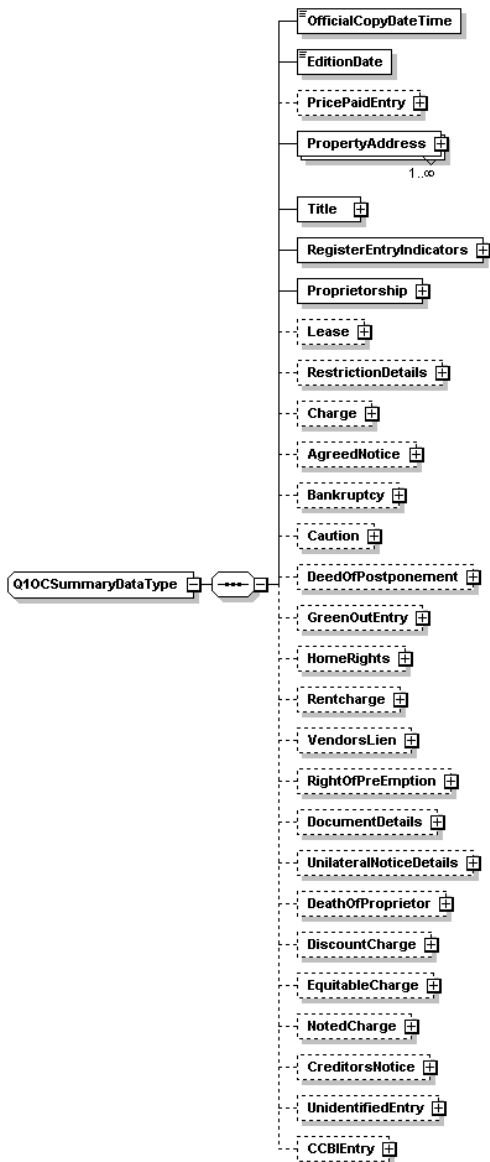 OfficialCopyDateTime
EditionDate
PricePaidEntry
PropertyAddress
1..∞
Title
RegisterEntryIndicators
Proprietorship
Lease
RestrictionDetails
Charge
AgreedNotice
Bankruptcy
Caution
Q1OCSummaryDataType
DeedOfPostponement
GreenOutEntry
HomeRights
Rentcharge
VendorsLien
RightOfPreEmption
DocumentDetails
UnilateralNoticeDetails
DeathOfProprietor
DiscountCharge
EquitableCharge
NotedCharge
CreditorsNotice
UnidentifiedEntry
CCBIEntry